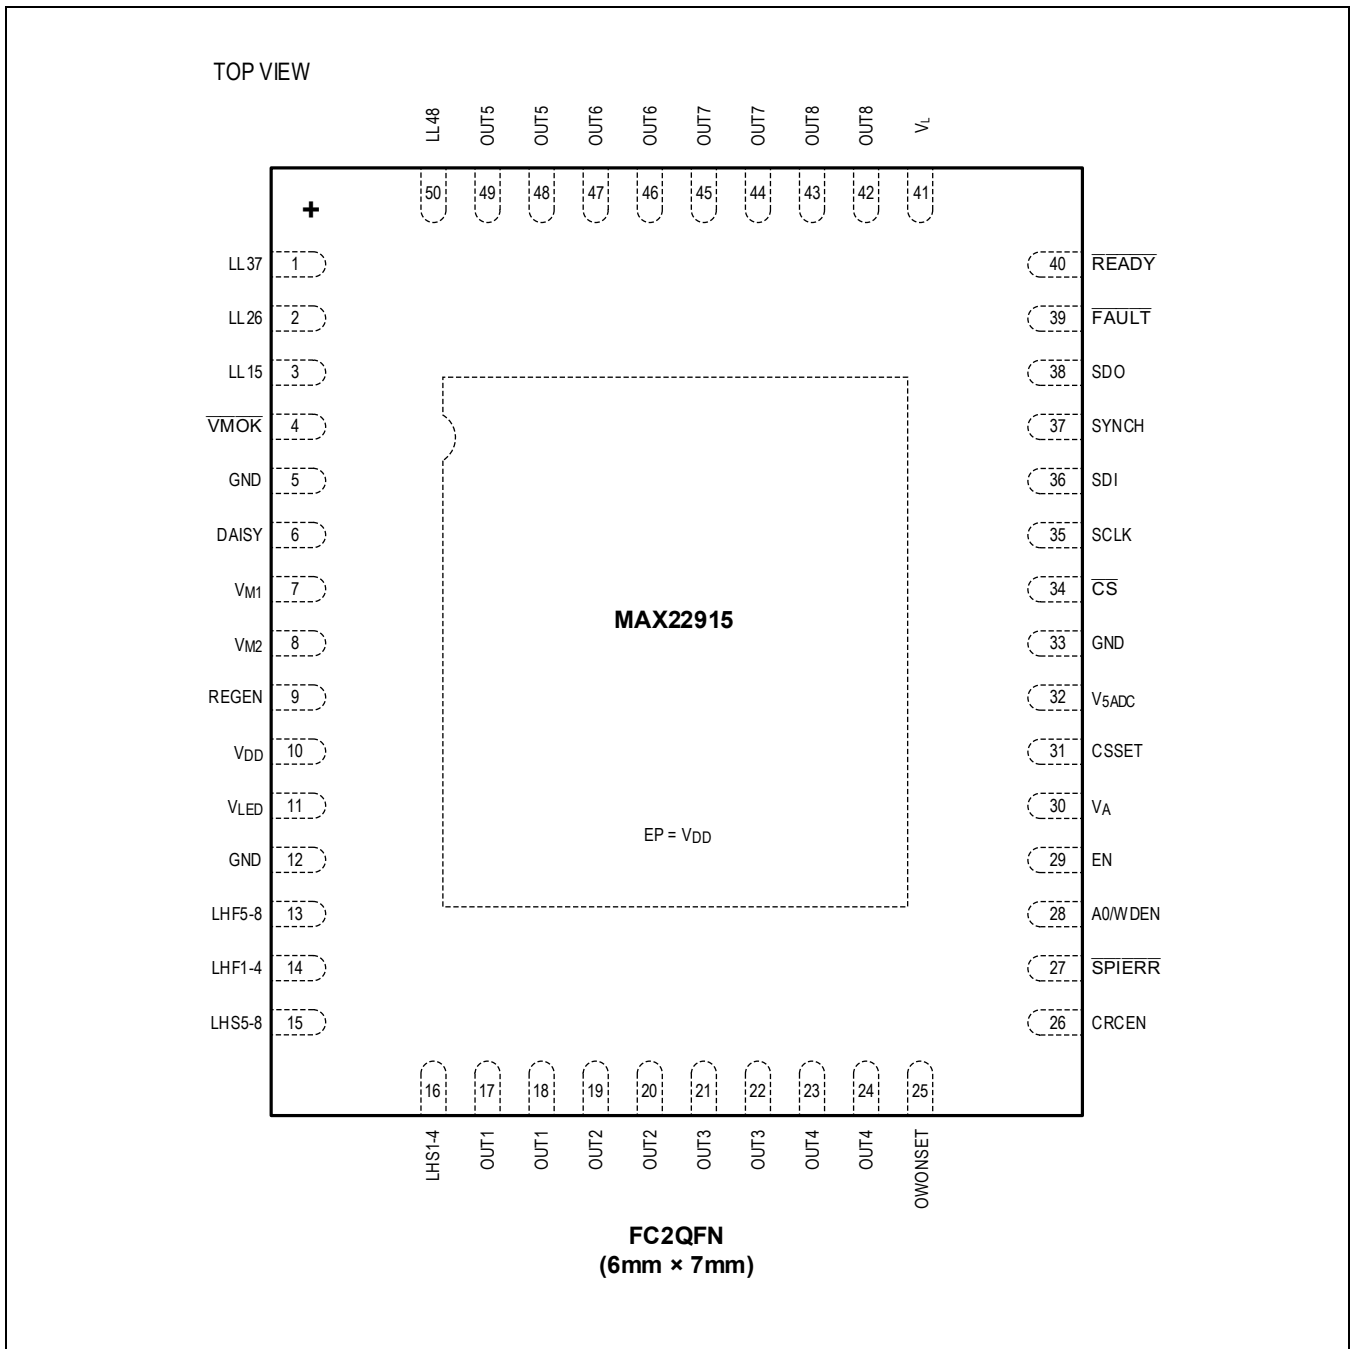 TOP VIEW
LL48 OUT5 OUT5 OUT6 OUT6 OUT7 OUT7 OUT8 OUT8 VL
50 49 48 47 46 45 44 43 42 41
+
LL37 1 40 READY
LL26 2 39 FAULT
LL15 3 38 SDO
VMOK 4 37 SYNCH
GND 5 36 SDI
DAISY 6 35 SCLK
VM1 7 34 CS
VM2 8 33 GND
MAX22915
REGEN 9 32 V5ADC
VDD 10 31 CSSET
VLED 11 30 VA
EP = VDD
GND 12 29 EN
LHF5-8 13 28 A0/WDEN
LHF1-4 14 27 SPIERR
LHS5-8 15 26 CRCEN
16 17 18 19 20 21 22 23 24 25
LHS1-4 OUT1 OUT1 OUT2 OUT2 OUT3 OUT3 OUT4 OUT4 OWONSET
FC2QFN
(6mm × 7mm)